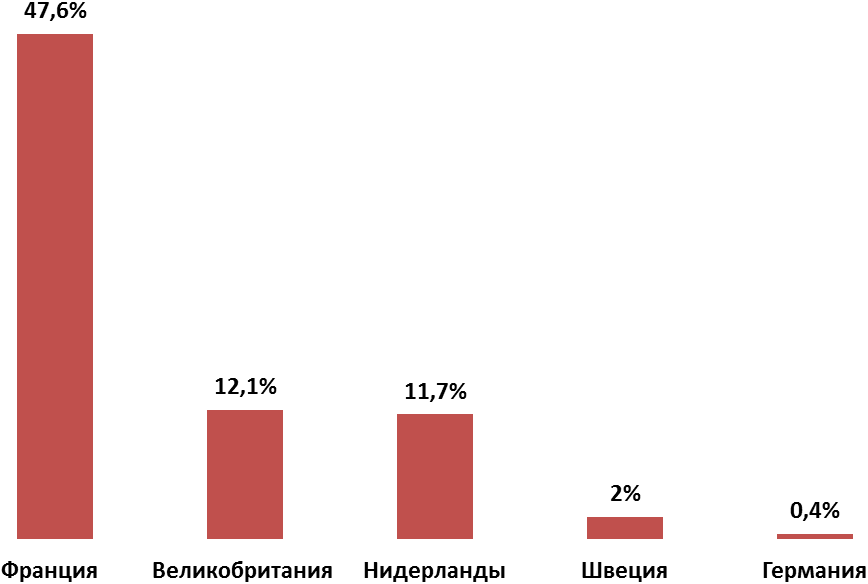 47,6%
12,1%
11,7%
2%
0,4%
Франция
Великобритания
Нидерланды
Швеция
Германия